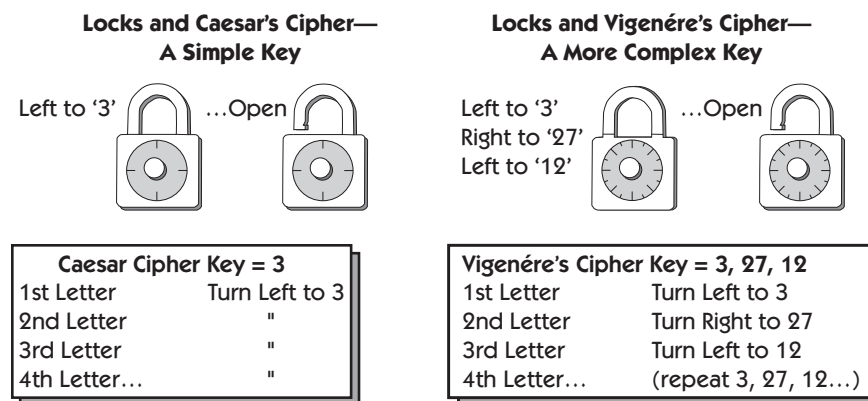 Locks and Caesar's Cipher—
A Simple Key
Left to ‘3’ …Open
Caesar Cipher Key = 3
1st Letter Turn Left to 3
2nd Letter "
3rd Letter "
4th Letter… "
Locks and Vigenére's Cipher—
A More Complex Key
Left to ‘3’ …Open
Right to ‘27’
Left to ‘12’
Vigenére's Cipher Key = 3, 27, 12
1st Letter Turn Left to 3
2nd Letter Turn Right to 27
3rd Letter Turn Left to 12
4th Letter… (repeat 3, 27, 12…)